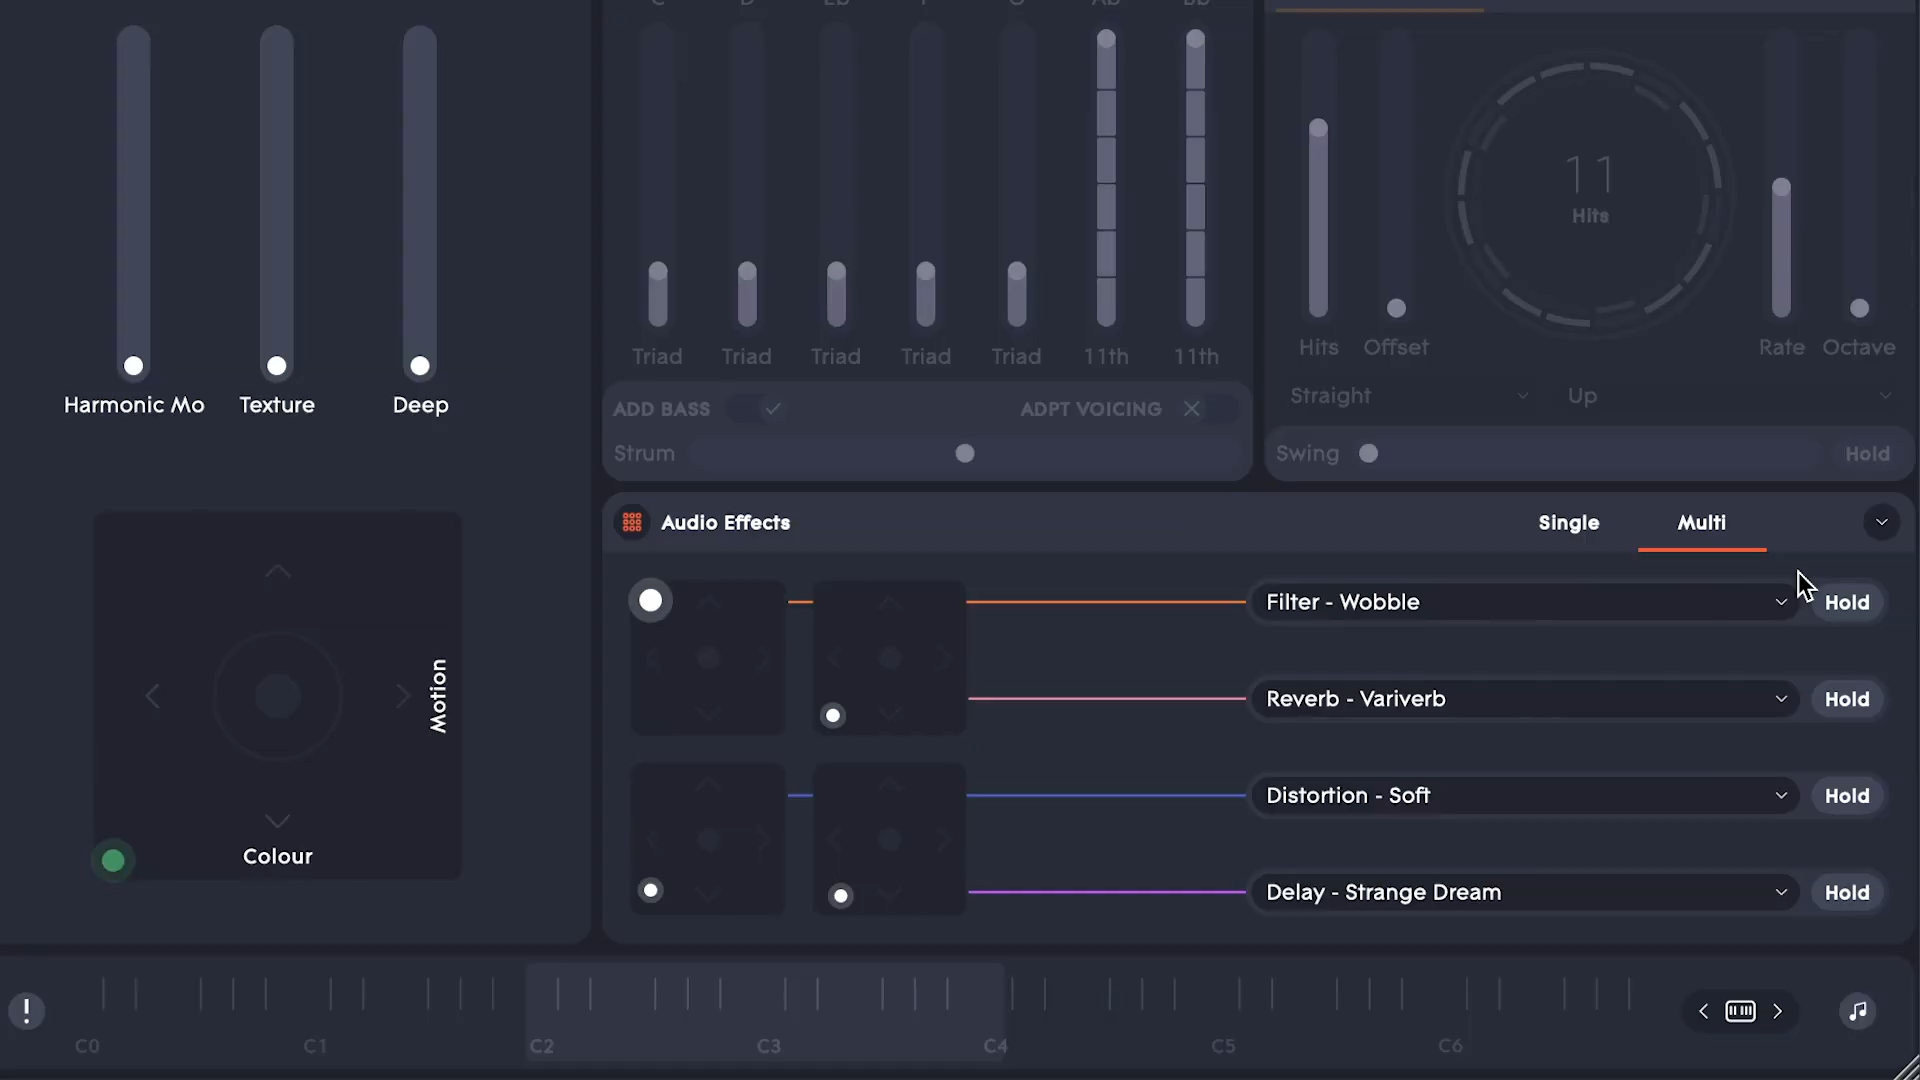 Harmonic Mo Texture Deep
Motion
Colour
Triad Triad Triad Triad Triad 11th 11th
ADD BASS ADPT VOICING
Strum
11
Hits
Hits Offset Rate Octave
Straight Up
Swing Hold
Audio Effects Single Multi
Filter - Wobble Hold
Reverb - Variverb Hold
Distortion - Soft Hold
Delay - Strange Dream Hold
!
C0 C1 C2 C3 C4 C5 C6